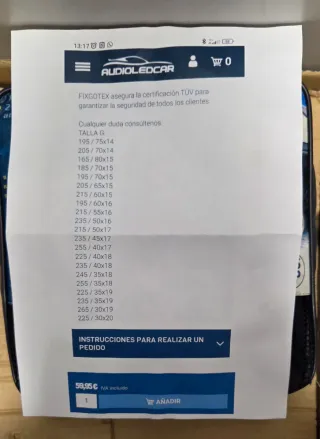 13:17
AUDIOLEDCAR
0
FIXGOTEX asegura la certificación TÜV para
garantizar la seguridad de todos los clientes.
Cualquier duda consúltenos.
TALLA G:
195 / 75x14
205 / 70x14
165 / 80x15
185 / 70x15
195 / 70x15
205 / 65x15
215 / 60x15
195 / 60x16
215 / 55x16
235 / 50x16
215 / 50x17
235 / 45x17
255 / 40x17
225 / 40x18
235 / 40x18
245 / 35x18
255 / 35x18
225 / 35x19
235 / 35x19
265 / 30x19
225 / 30x20
INSTRUCCIONES PARA REALIZAR UN
PEDIDO
59,95 € IVA incluido
1
AÑADIR